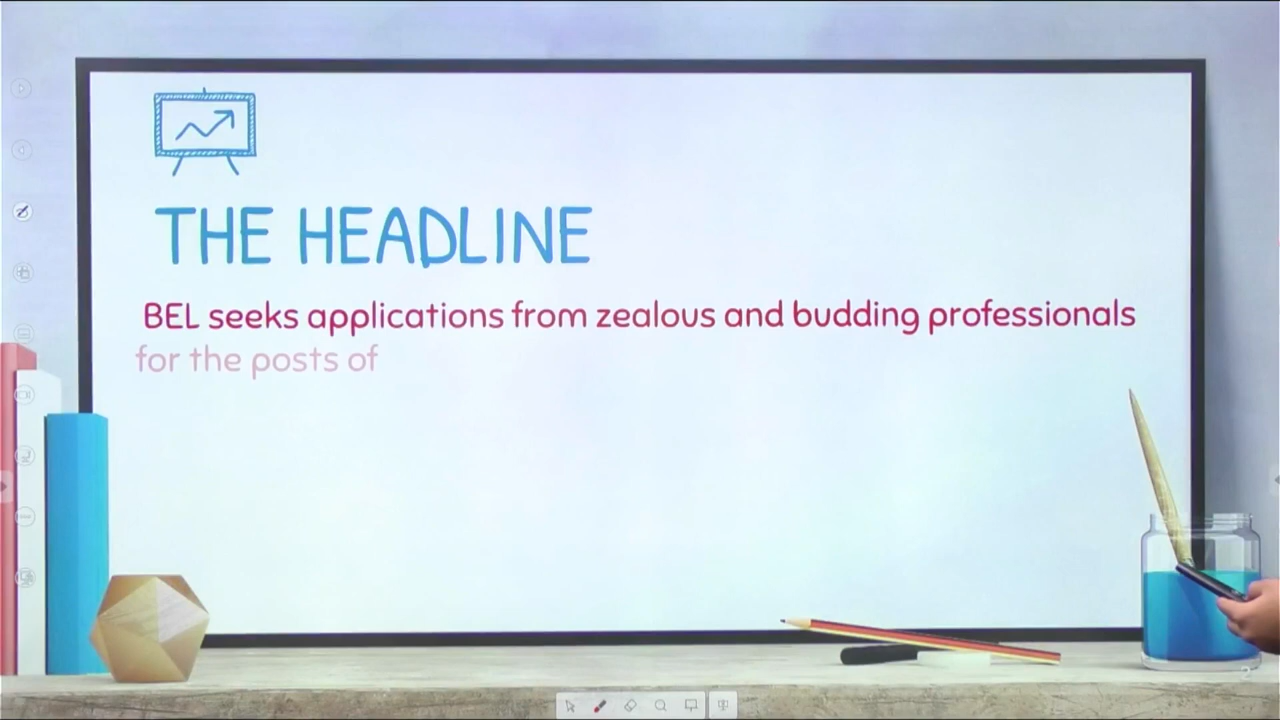 THE HEADLINE
BEL seeks applications from zealous and budding professionals
for the posts of